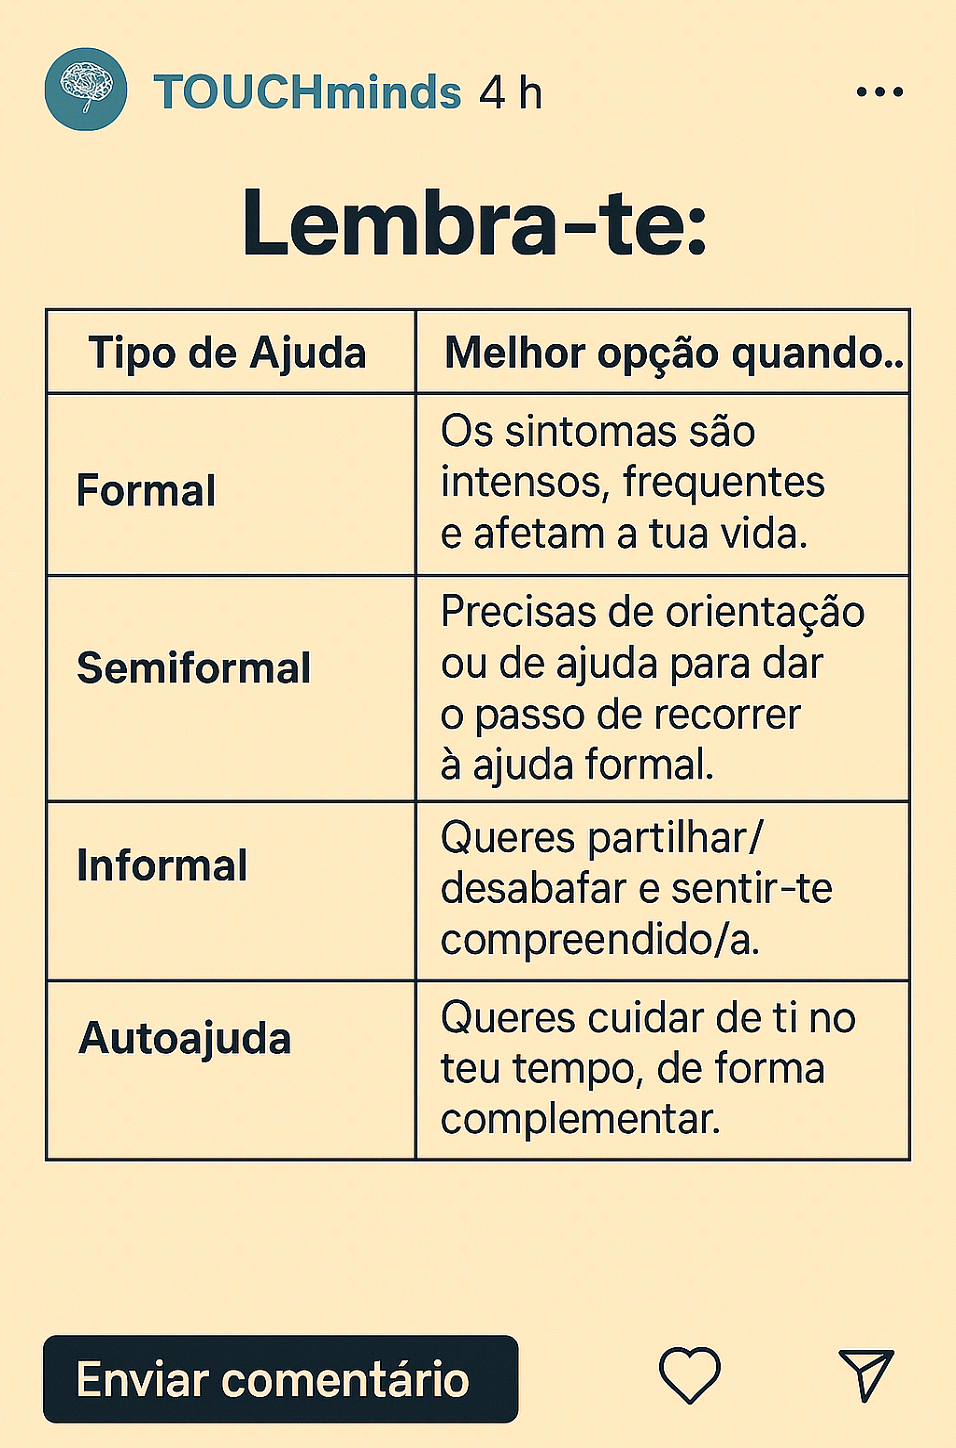 TOUCHminds 4 h
Lembra-te:
Tipo de Ajuda
Melhor opção quando..
Formal
Os sintomas são
intensos, frequentes
e afetam a tua vida.
Semiformal
Precisas de orientação
ou de ajuda para dar
o passo de recorrer
à ajuda formal.
Informal
Queres partilhar/
desabafar e sentir-te
compreendido/a.
Autoajuda
Queres cuidar de ti no
teu tempo, de forma
complementar.
Enviar comentário